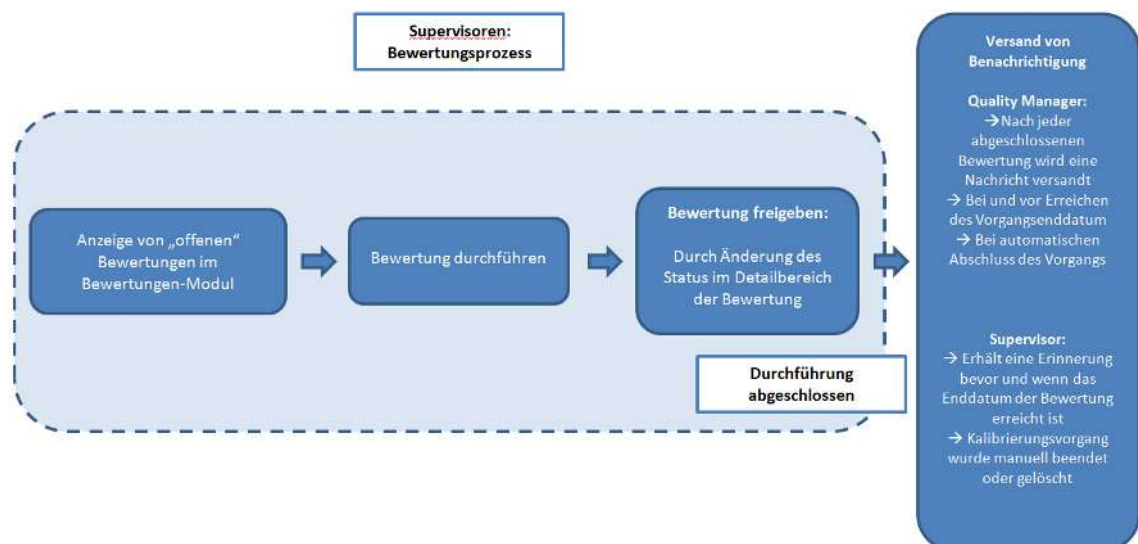 Supervisoren:
Bewertungsprozess
Anzeige von „offenen“
Bewertungen im
Bewertungen-Modul
Bewertung durchführen
Bewertung freigeben:
Durch Änderung des
Status im Detailbereich
der Bewertung
Durchführung
abgeschlossen
Versand von
Benachrichtigung
Quality Manager:
→Nach jeder
abgeschlossenen
Bewertung wird eine
Nachricht versandt
→ Bei und vor Erreichen
des Vorgangsenddatum
→ Bei automatischen
Abschluss des Vorgangs
Supervisor:
→ Erhält eine Erinnerung
bevor und wenn das
Enddatum der Bewertung
erreicht ist
→ Kalibrierungsvorgang
wurde manuell beendet
oder gelöscht